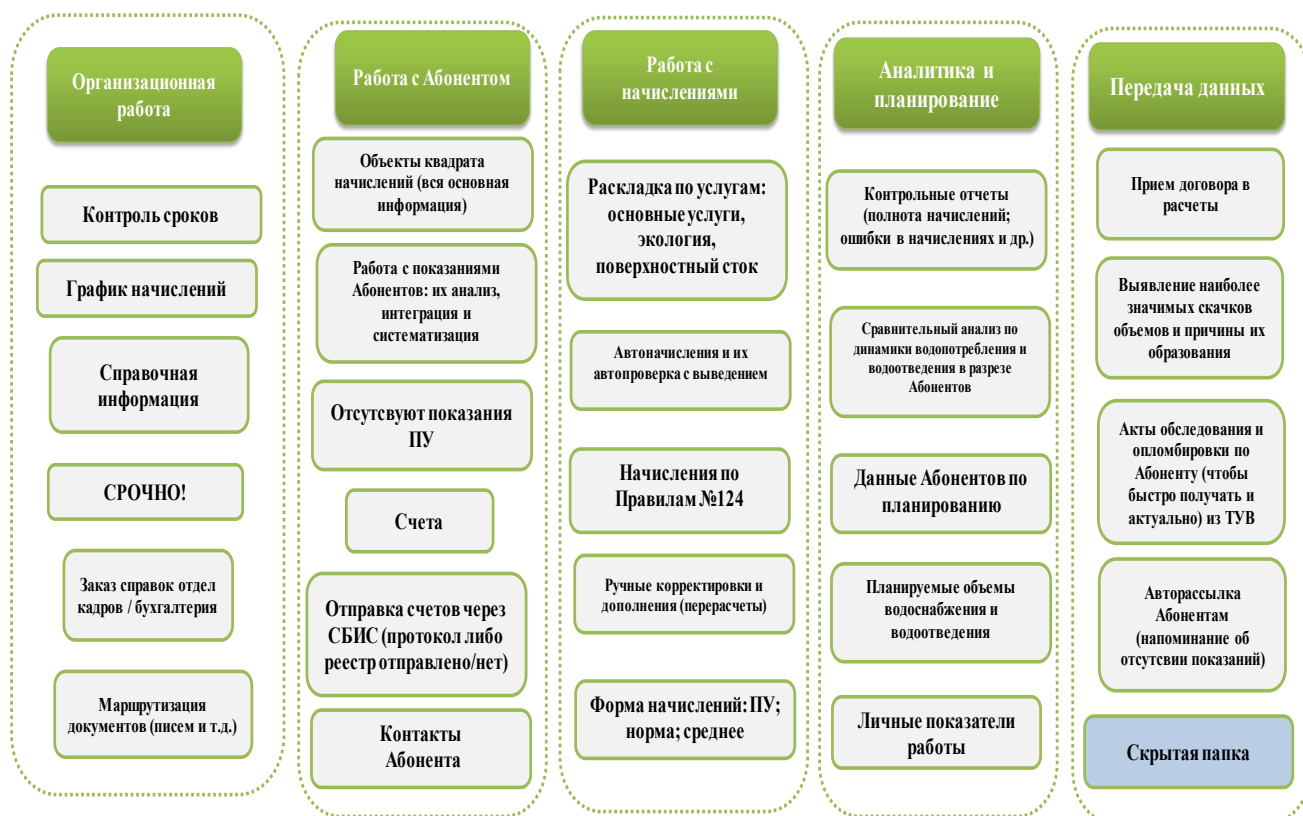 Организационная
работа
Контроль сроков
График начислений
Справочная
информация
СРОЧНО!
Заказ справок отдел
кадров / бухгалтерия
Маршрутизация
документов (писем и т.д.)
Работа с Абонентом
Объекты квадрата
начислений (вся основная
информация)
Работа с показаниями
Абонентов: их анализ,
интеграция и
систематизация
Отсутсвуют показания
ПУ
Счета
Отправка счетов через
СБИС (протокол либо
реестр отправлено/нет)
Контакты
Абонента
Работа с
начислениями
Раскладка по услугам:
основные услуги,
экология,
поверхностный сток
Автоначисления и их
автопроверка с выведением
Начисления по
Правилам №124
Ручные корректировки и
дополнения (перерасчеты)
Форма начислений: ПУ;
норма; среднее
Аналитика и
планирование
Контрольные отчеты
(полнота начислений;
ошибки в начислениях и др.)
Сравнительный анализ по
динамики водопотребления и
водоотведения в разрезе
Абонентов
Данные Абонентов по
планированию
Планируемые объемы
водоснабжения и
водоотведения
Личные показатели
работы
Передача данных
Прием договора в
расчеты
Выявление наиболее
значимых скачков
объемов и причины их
образования
Акты обследования и
опломбировки по
Абоненту (чтобы
быстро получать и
актуально) из ТУВ
Авторассылка
Абонентам
(напоминание об
отсутсвии показаний)
Скрытая папка